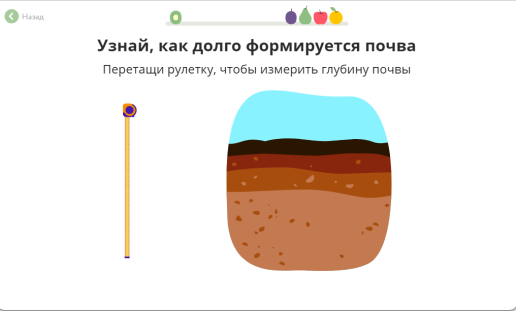 Назад
Узнай, как долго формируется почва
Перетащи рулетку, чтобы измерить глубину почвы